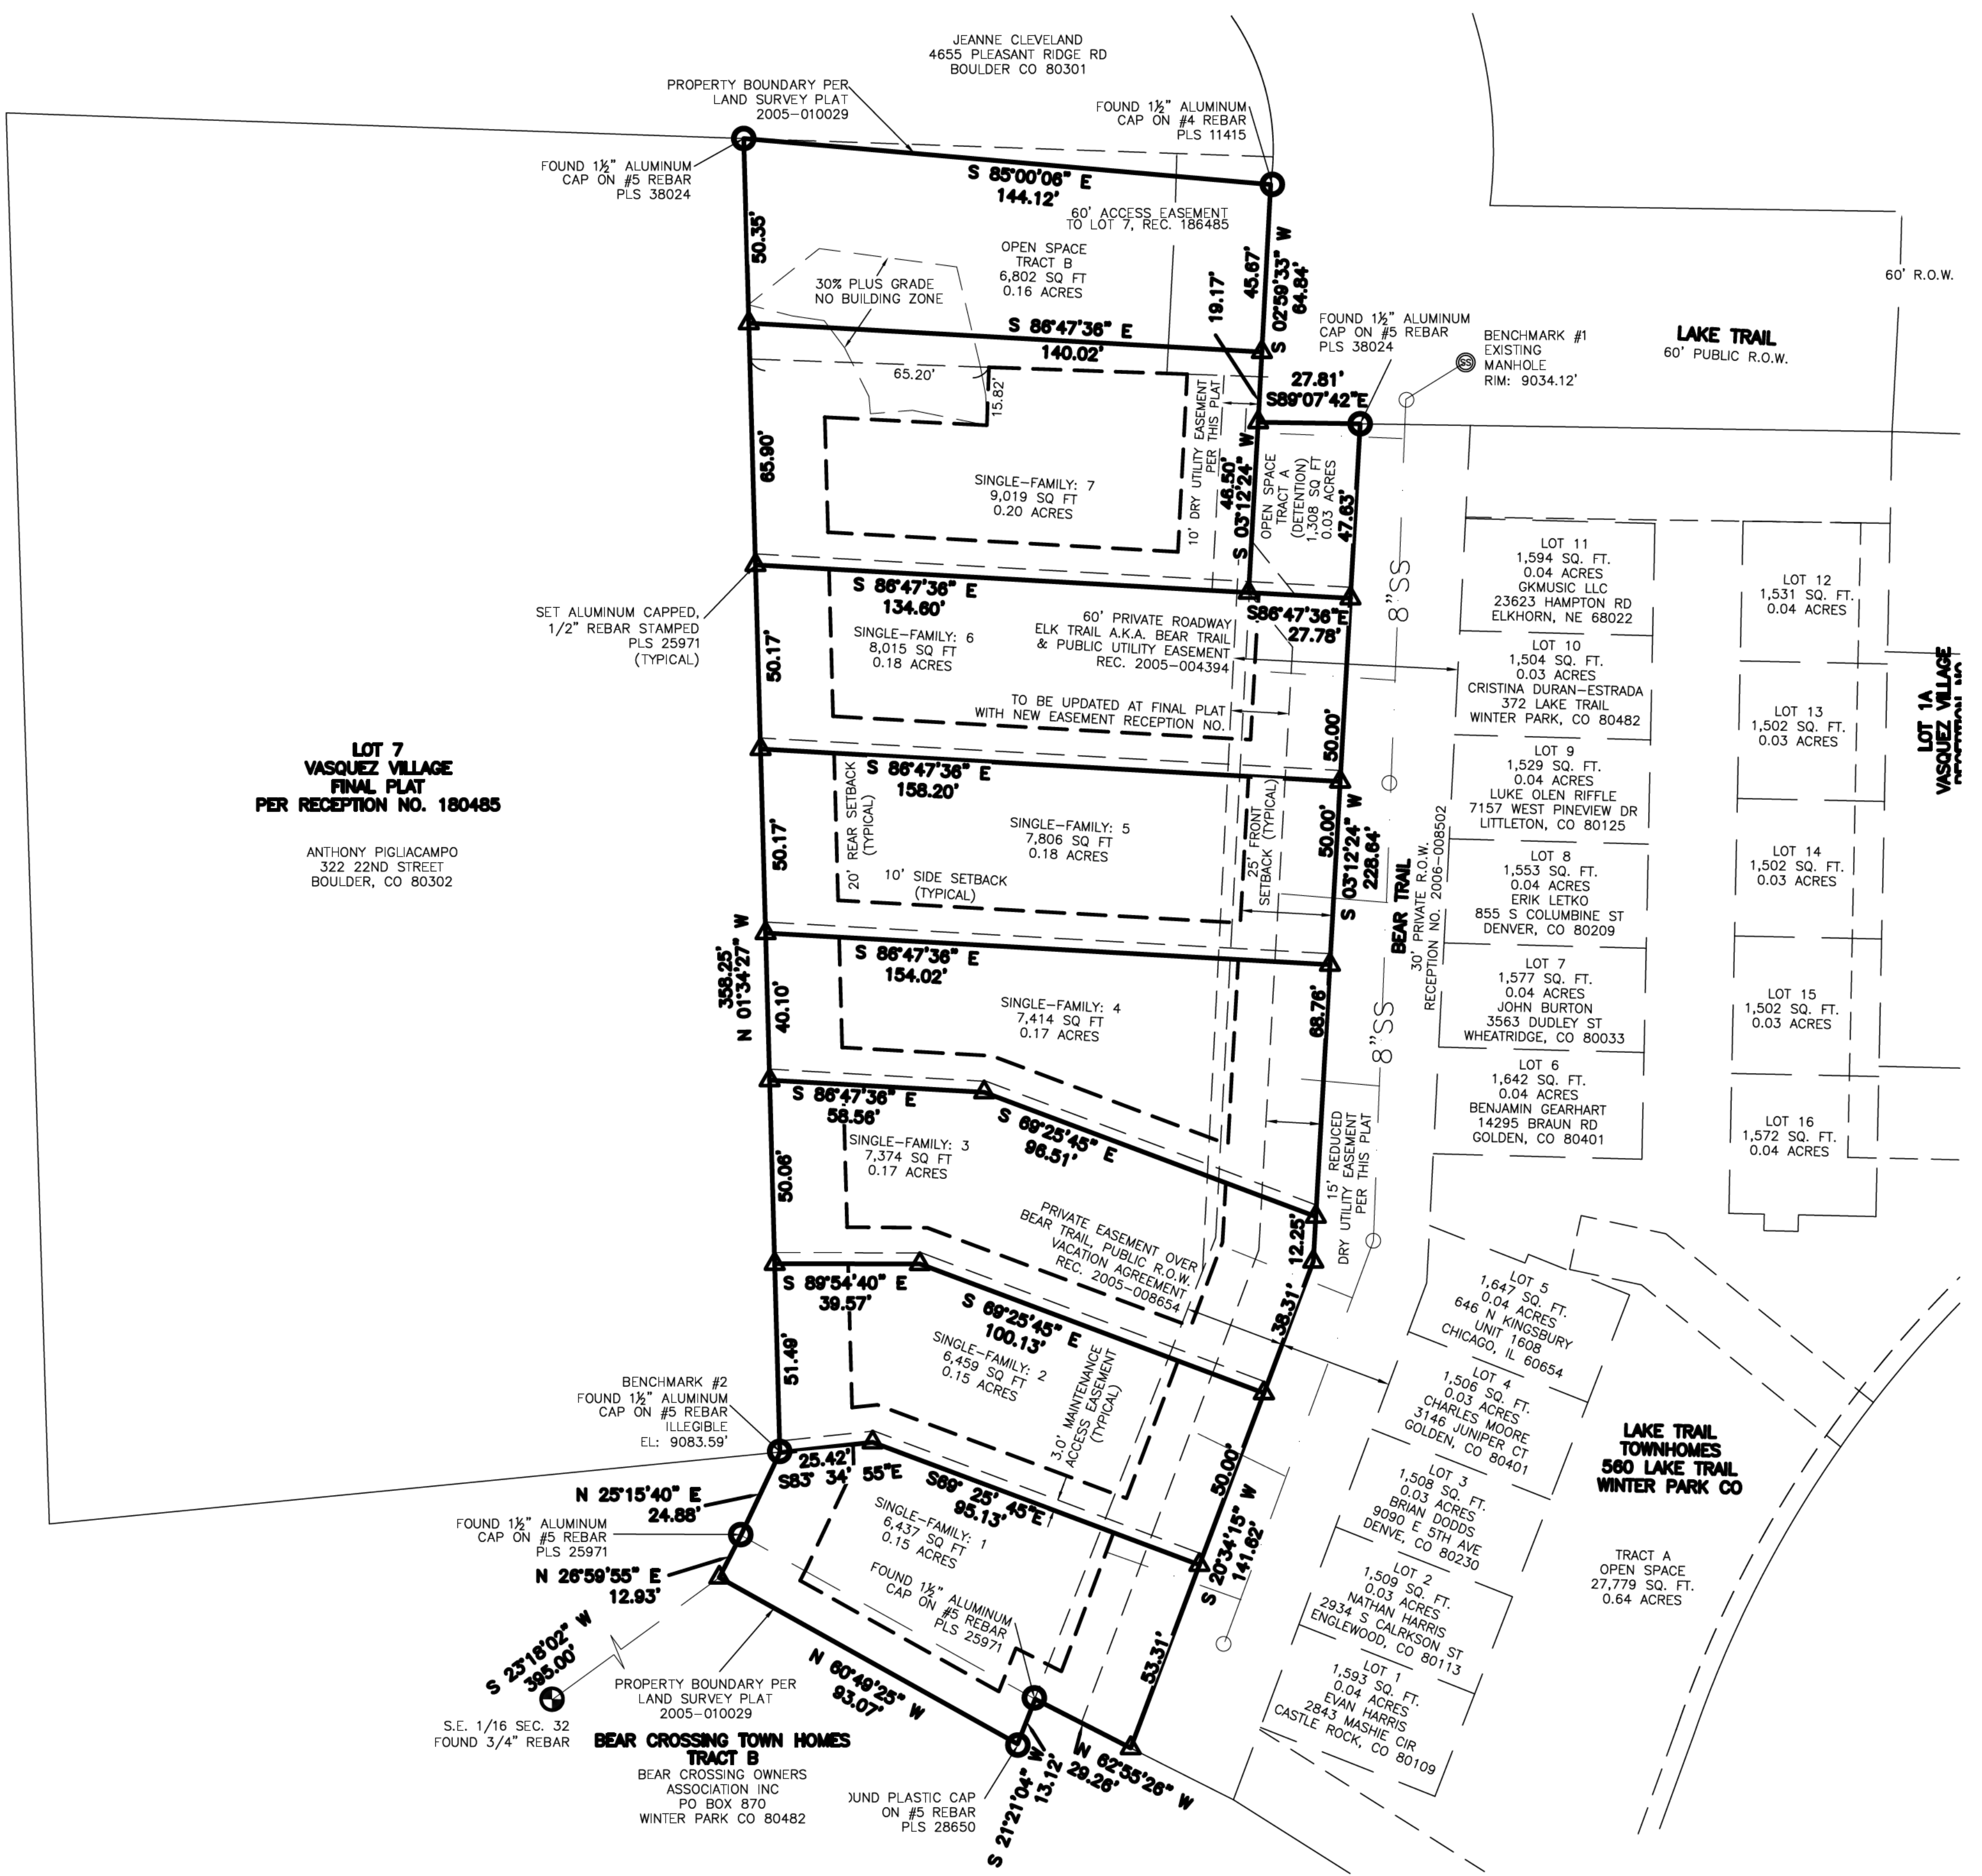 JEANNE CLEVELAND
4655 PLEASANT RIDGE RD
BOULDER CO 80301
PROPERTY BOUNDARY PER
LAND SURVEY PLAT
2005-010029
FOUND 1½" ALUMINUM
CAP ON #4 REBAR
PLS 11415
FOUND 1½" ALUMINUM
CAP ON #5 REBAR
PLS 38024
S 85°00'06" E
144.12'
60' ACCESS EASEMENT
TO LOT 7, REC. 186485
50.35'
OPEN SPACE
TRACT B
6,802 SQ FT
0.16 ACRES
30% PLUS GRADE
NO BUILDING ZONE
45.67'
S 02°59'33" W
64.84'
19.17'
60' R.O.W.
S 86°47'36" E
140.02'
FOUND 1½" ALUMINUM
CAP ON #5 REBAR
PLS 38024
BENCHMARK #1
EXISTING
MANHOLE
RIM: 9034.12'
SS
LAKE TRAIL
60' PUBLIC R.O.W.
65.20'
15.82'
27.81'
S89°07'42"E
10' DRY UTILITY EASEMENT
PER THIS PLAT
65.90'
SINGLE-FAMILY: 7
9,019 SQ FT
0.20 ACRES
46.50'
S 03°12'24" W
OPEN SPACE
TRACT A
(DETENTION)
1,308 SQ FT
0.03 ACRES
47.63'
8"SS
LOT 11
1,594 SQ. FT.
0.04 ACRES
GKMUSIC LLC
23623 HAMPTON RD
ELKHORN, NE 68022
LOT 12
1,531 SQ. FT.
0.04 ACRES
SET ALUMINUM CAPPED,
1/2" REBAR STAMPED
PLS 25971
(TYPICAL)
S 86°47'36" E
134.60'
S86°47'36"E
27.78'
SINGLE-FAMILY: 6
8,015 SQ FT
0.18 ACRES
60' PRIVATE ROADWAY
ELK TRAIL A.K.A. BEAR TRAIL
& PUBLIC UTILITY EASEMENT
REC. 2005-004394
TO BE UPDATED AT FINAL PLAT
WITH NEW EASEMENT RECEPTION NO.
50.17'
50.00'
LOT 10
1,504 SQ. FT.
0.03 ACRES
CRISTINA DURAN-ESTRADA
372 LAKE TRAIL
WINTER PARK, CO 80482
LOT 13
1,502 SQ. FT.
0.03 ACRES
LOT 1A
VASQUEZ VILLAGE
LOT 7
VASQUEZ VILLAGE
FINAL PLAT
PER RECEPTION NO. 180485
ANTHONY PIGLIACAMPO
322 22ND STREET
BOULDER, CO 80302
S 86°47'36" E
158.20'
20' REAR SETBACK
(TYPICAL)
50.17'
SINGLE-FAMILY: 5
7,806 SQ FT
0.18 ACRES
10' SIDE SETBACK
(TYPICAL)
25' FRONT
SETBACK (TYPICAL)
50.00'
S 03°12'24" W
228.64'
BEAR TRAIL
30' PRIVATE R.O.W.
RECEPTION NO. 2006-008502
LOT 9
1,529 SQ. FT.
0.04 ACRES
LUKE OLEN RIFFLE
7157 WEST PINEVIEW DR
LITTLETON, CO 80125
LOT 8
1,553 SQ. FT.
0.04 ACRES
ERIK LETKO
855 S COLUMBINE ST
DENVER, CO 80209
LOT 14
1,502 SQ. FT.
0.03 ACRES
358.25'
N 01°34'27" W
S 86°47'36" E
154.02'
40.10'
SINGLE-FAMILY: 4
7,414 SQ FT
0.17 ACRES
68.76'
8"SS
LOT 7
1,577 SQ. FT.
0.04 ACRES
JOHN BURTON
3563 DUDLEY ST
WHEATRIDGE, CO 80033
LOT 15
1,502 SQ. FT.
0.03 ACRES
LOT 6
1,642 SQ. FT.
0.04 ACRES
BENJAMIN GEARHART
14295 BRAUN RD
GOLDEN, CO 80401
LOT 16
1,572 SQ. FT.
0.04 ACRES
S 86°47'36" E
58.56'
S 69°25'45" E
96.51'
50.06'
SINGLE-FAMILY: 3
7,374 SQ FT
0.17 ACRES
15' REDUCED
DRY UTILITY EASEMENT
PER THIS PLAT
12.25'
PRIVATE EASEMENT OVER
BEAR TRAIL, PUBLIC R.O.W.
VACATION AGREEMENT
REC. 2005-008654
S 89°54'40" E
39.57'
S 69°25'45" E
100.13'
38.31'
LOT 5
1,647 SQ. FT.
0.04 ACRES
646 N KINGSBURY
UNIT 1608
CHICAGO, IL 60654
51.49'
SINGLE-FAMILY: 2
6,459 SQ FT
0.15 ACRES
3.0' MAINTENANCE
ACCESS EASEMENT
(TYPICAL)
LOT 4
1,506 SQ. FT.
0.03 ACRES
CHARLES MOORE
3146 JUNIPER CT
GOLDEN, CO 80401
BENCHMARK #2
FOUND 1½" ALUMINUM
CAP ON #5 REBAR
ILLEGIBLE
EL: 9083.59'
25.42'
S83° 34' 55"E
S69° 25' 45"E
95.13'
50.00'
S 20°34'15" W
141.62'
LAKE TRAIL
TOWNHOMES
560 LAKE TRAIL
WINTER PARK CO
LOT 3
1,508 SQ. FT.
0.03 ACRES
BRIAN DODDS
9090 E 5TH AVE
DENVE, CO 80230
N 25°15'40" E
24.88'
FOUND 1½" ALUMINUM
CAP ON #5 REBAR
PLS 25971
N 26°59'55" E
12.93'
SINGLE-FAMILY: 1
6,437 SQ FT
0.15 ACRES
FOUND 1½" ALUMINUM
CAP ON #5 REBAR
PLS 25971
LOT 2
1,509 SQ. FT.
0.03 ACRES
NATHAN HARRIS
2934 S CALRKSON ST
ENGLEWOOD, CO 80113
TRACT A
OPEN SPACE
27,779 SQ. FT.
0.64 ACRES
S 23°18'02" W
395.00'
S.E. 1/16 SEC. 32
FOUND 3/4" REBAR
PROPERTY BOUNDARY PER
LAND SURVEY PLAT
2005-010029
N 60°49'25" W
93.07'
53.31'
LOT 1
1,593 SQ. FT.
0.04 ACRES
EVAN HARRIS
2843 MASHIE CIR
CASTLE ROCK, CO 80109
BEAR CROSSING TOWN HOMES
TRACT B
BEAR CROSSING OWNERS
ASSOCIATION INC
PO BOX 870
WINTER PARK CO 80482
S 21°21'04" W
13.12'
N 62°55'26" W
29.26'
OUND PLASTIC CAP
ON #5 REBAR
PLS 28650